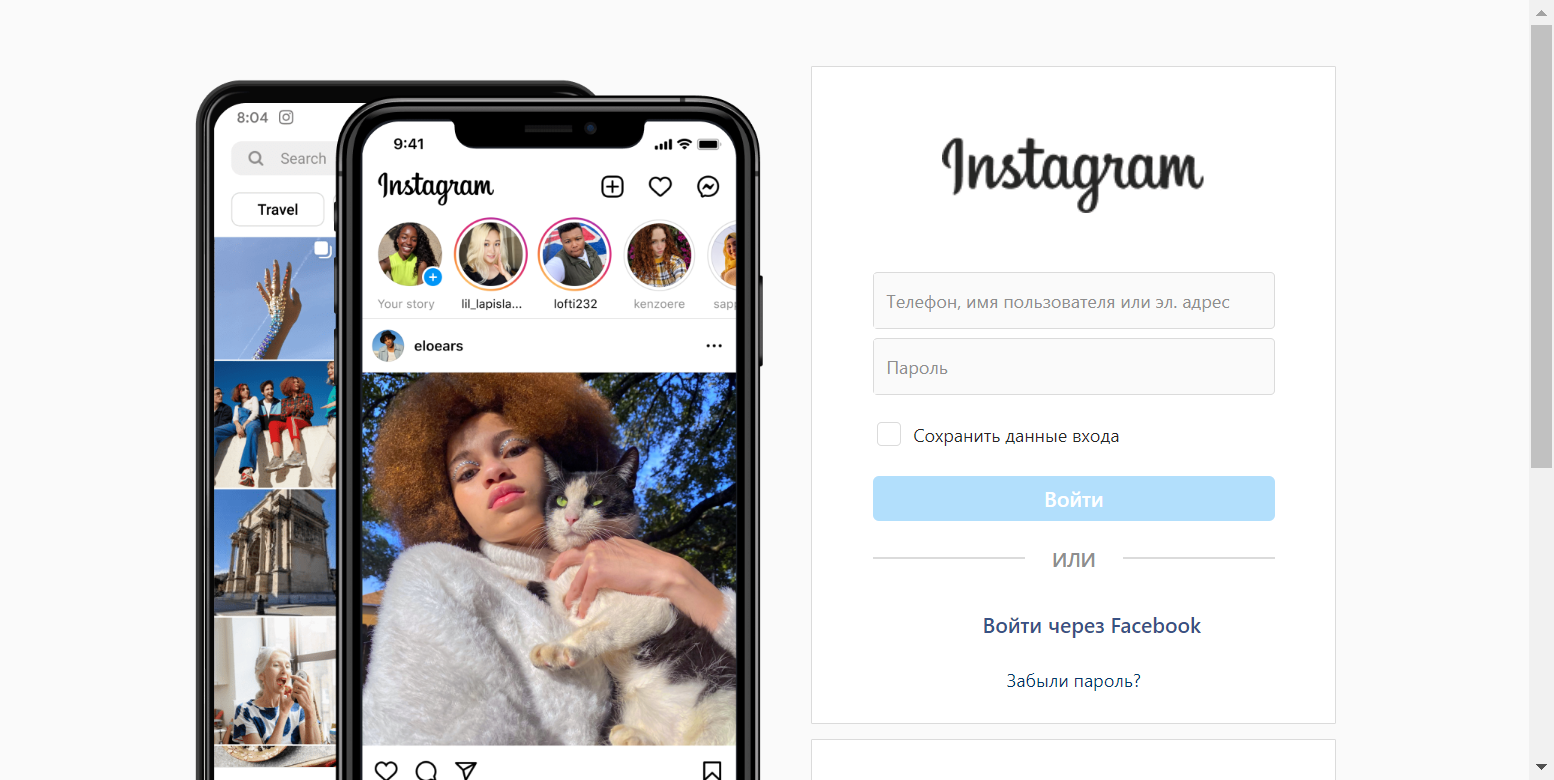 8:04
Search
Travel
9:41
Instagram
Your story
lil_lapisla...
lofti232
kenzoere
sapp
eloears
Instagram
Телефон, имя пользователя или эл. адрес
Пароль
Сохранить данные входа
Войти
ИЛИ
Войти через Facebook
Забыли пароль?